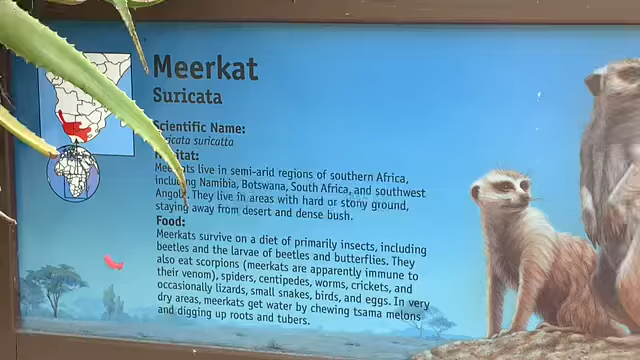 Meerkat
Suricata
Scientific Name:
suricatta
Habitat:
Meerkats live in semi-arid regions of southern Africa,
including Namibia, Botswana, South Africa, and southwest
Angola. They live in areas with hard or stony ground,
staying away from desert and dense bush.
Food:
Meerkats survive on a diet of primarily insects, including
beetles and the larvae of beetles and butterflies. They
also eat scorpions (meerkats are apparently immune to
their venom), spiders, centipedes, worms, crickets, and
occasionally lizards, small snakes, birds, and eggs. In very
dry areas, meerkats get water by chewing tsama melons
and digging up roots and tubers.